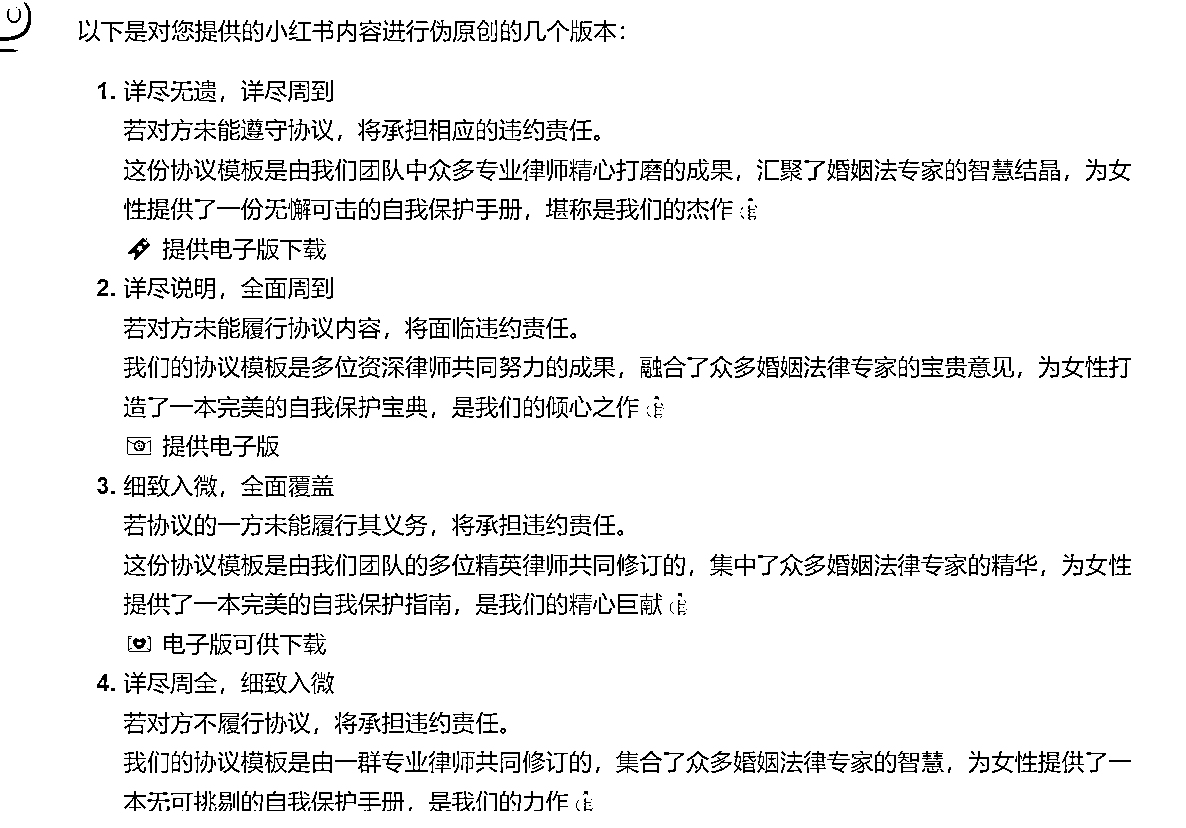 以下是对您提供的小红书内容进行伪原创的几个版本：
1. 详尽无遗，详尽周到
若对方未能遵守协议，将承担相应的违约责任。
这份协议模板是由我们团队中众多专业律师精心打磨的成果，汇聚了婚姻法专家的智慧结晶，为女
性提供了一份无懈可击的自我保护手册，堪称是我们的杰作
提供电子版下载
2. 详尽说明，全面周到
若对方未能履行协议内容，将面临违约责任。
我们的协议模板是多位资深律师共同努力的成果，融合了众多婚姻法律专家的宝贵意见，为女性打
造了一本完美的自我保护宝典，是我们的倾心之作
提供电子版
3. 细致入微，全面覆盖
若协议的一方未能履行其义务，将承担违约责任。
这份协议模板是由我们团队的多位精英律师共同修订的，集中了众多婚姻法律专家的精华，为女性
提供了一本完美的自我保护指南，是我们的精心巨献
电子版可供下载
4. 详尽周全，细致入微
若对方不履行协议，将承担违约责任。
我们的协议模板是由一群专业律师共同修订的，集合了众多婚姻法律专家的智慧，为女性提供了一
本无可挑剔的自我保护手册，是我们的力作